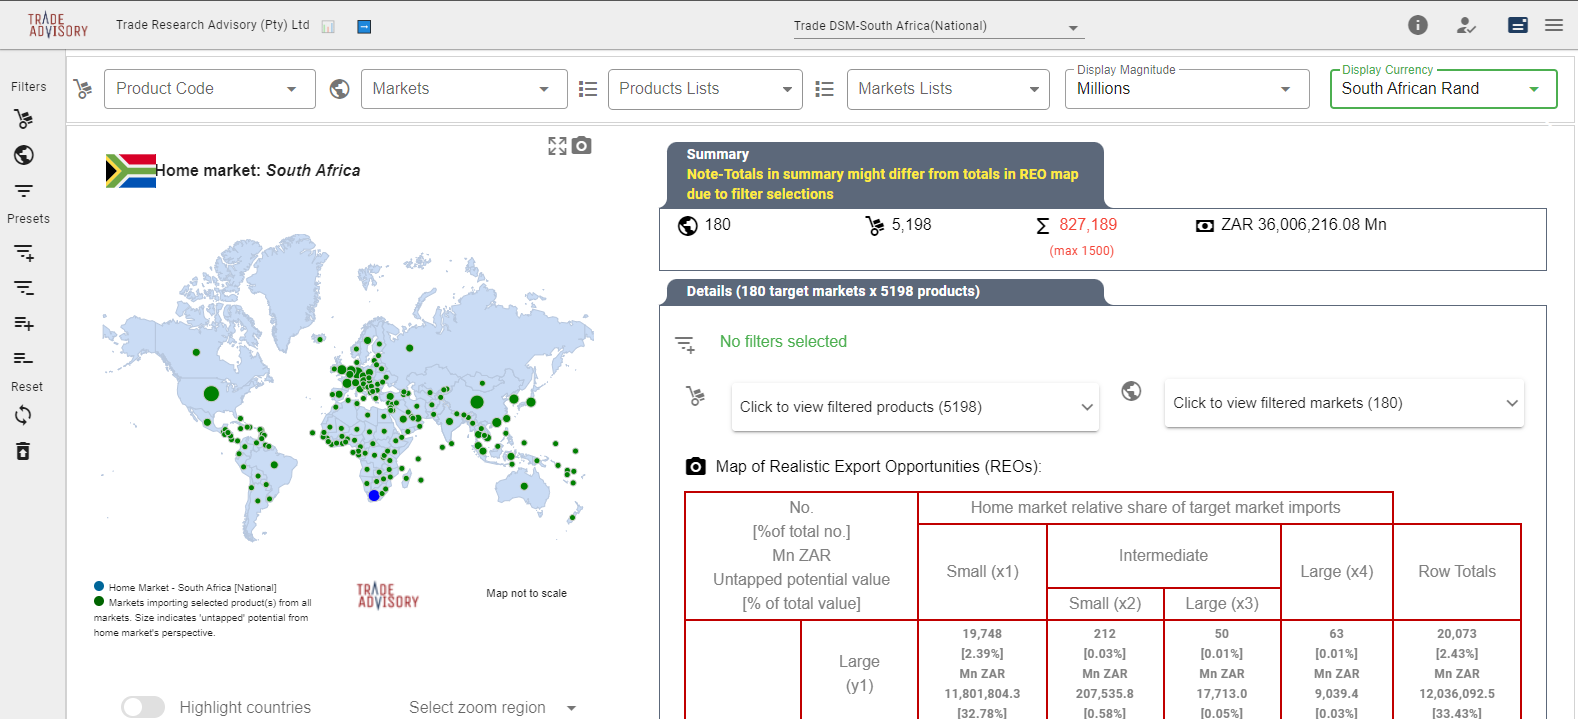 TRADE
ADVISORY
Trade Research Advisory (Pty) Ltd
Trade DSM-South Africa(National)
Filters
Product Code
Markets
Products Lists
Markets Lists
Display Magnitude
Millions
Display Currency
South African Rand
Presets
Reset
Home market: South Africa
Summary
Note-Totals in summary might differ from totals in REO map
due to filter selections
180
5,198
827,189
(max 1500)
ZAR 36,006,216.08 Mn
Details (180 target markets x 5198 products)
No filters selected
Click to view filtered products (5198)
Click to view filtered markets (180)
Map of Realistic Export Opportunities (REOs):
Home Market - South Africa [National]
Markets importing selected product(s) from all
markets. Size indicates 'untapped' potential from
home market's perspective.
TRADE
ADVISORY
Map not to scale
Highlight countries
Select zoom region
No.
[%of total no.]
Mn ZAR
Untapped potential value
[% of total value]
Home market relative share of target market imports
Small (x1)
Intermediate
Small (x2)
Large (x3)
Large (x4)
Row Totals
Large
(y1)
19,748
[2.39%]
Mn ZAR
11,801,804.3
[32.78%]
212
[0.03%]
Mn ZAR
207,535.8
[0.58%]
50
[0.01%]
Mn ZAR
17,713.0
[0.05%]
63
[0.01%]
Mn ZAR
9,039.4
[0.03%]
20,073
[2.43%]
Mn ZAR
12,036,092.5
[33.43%]